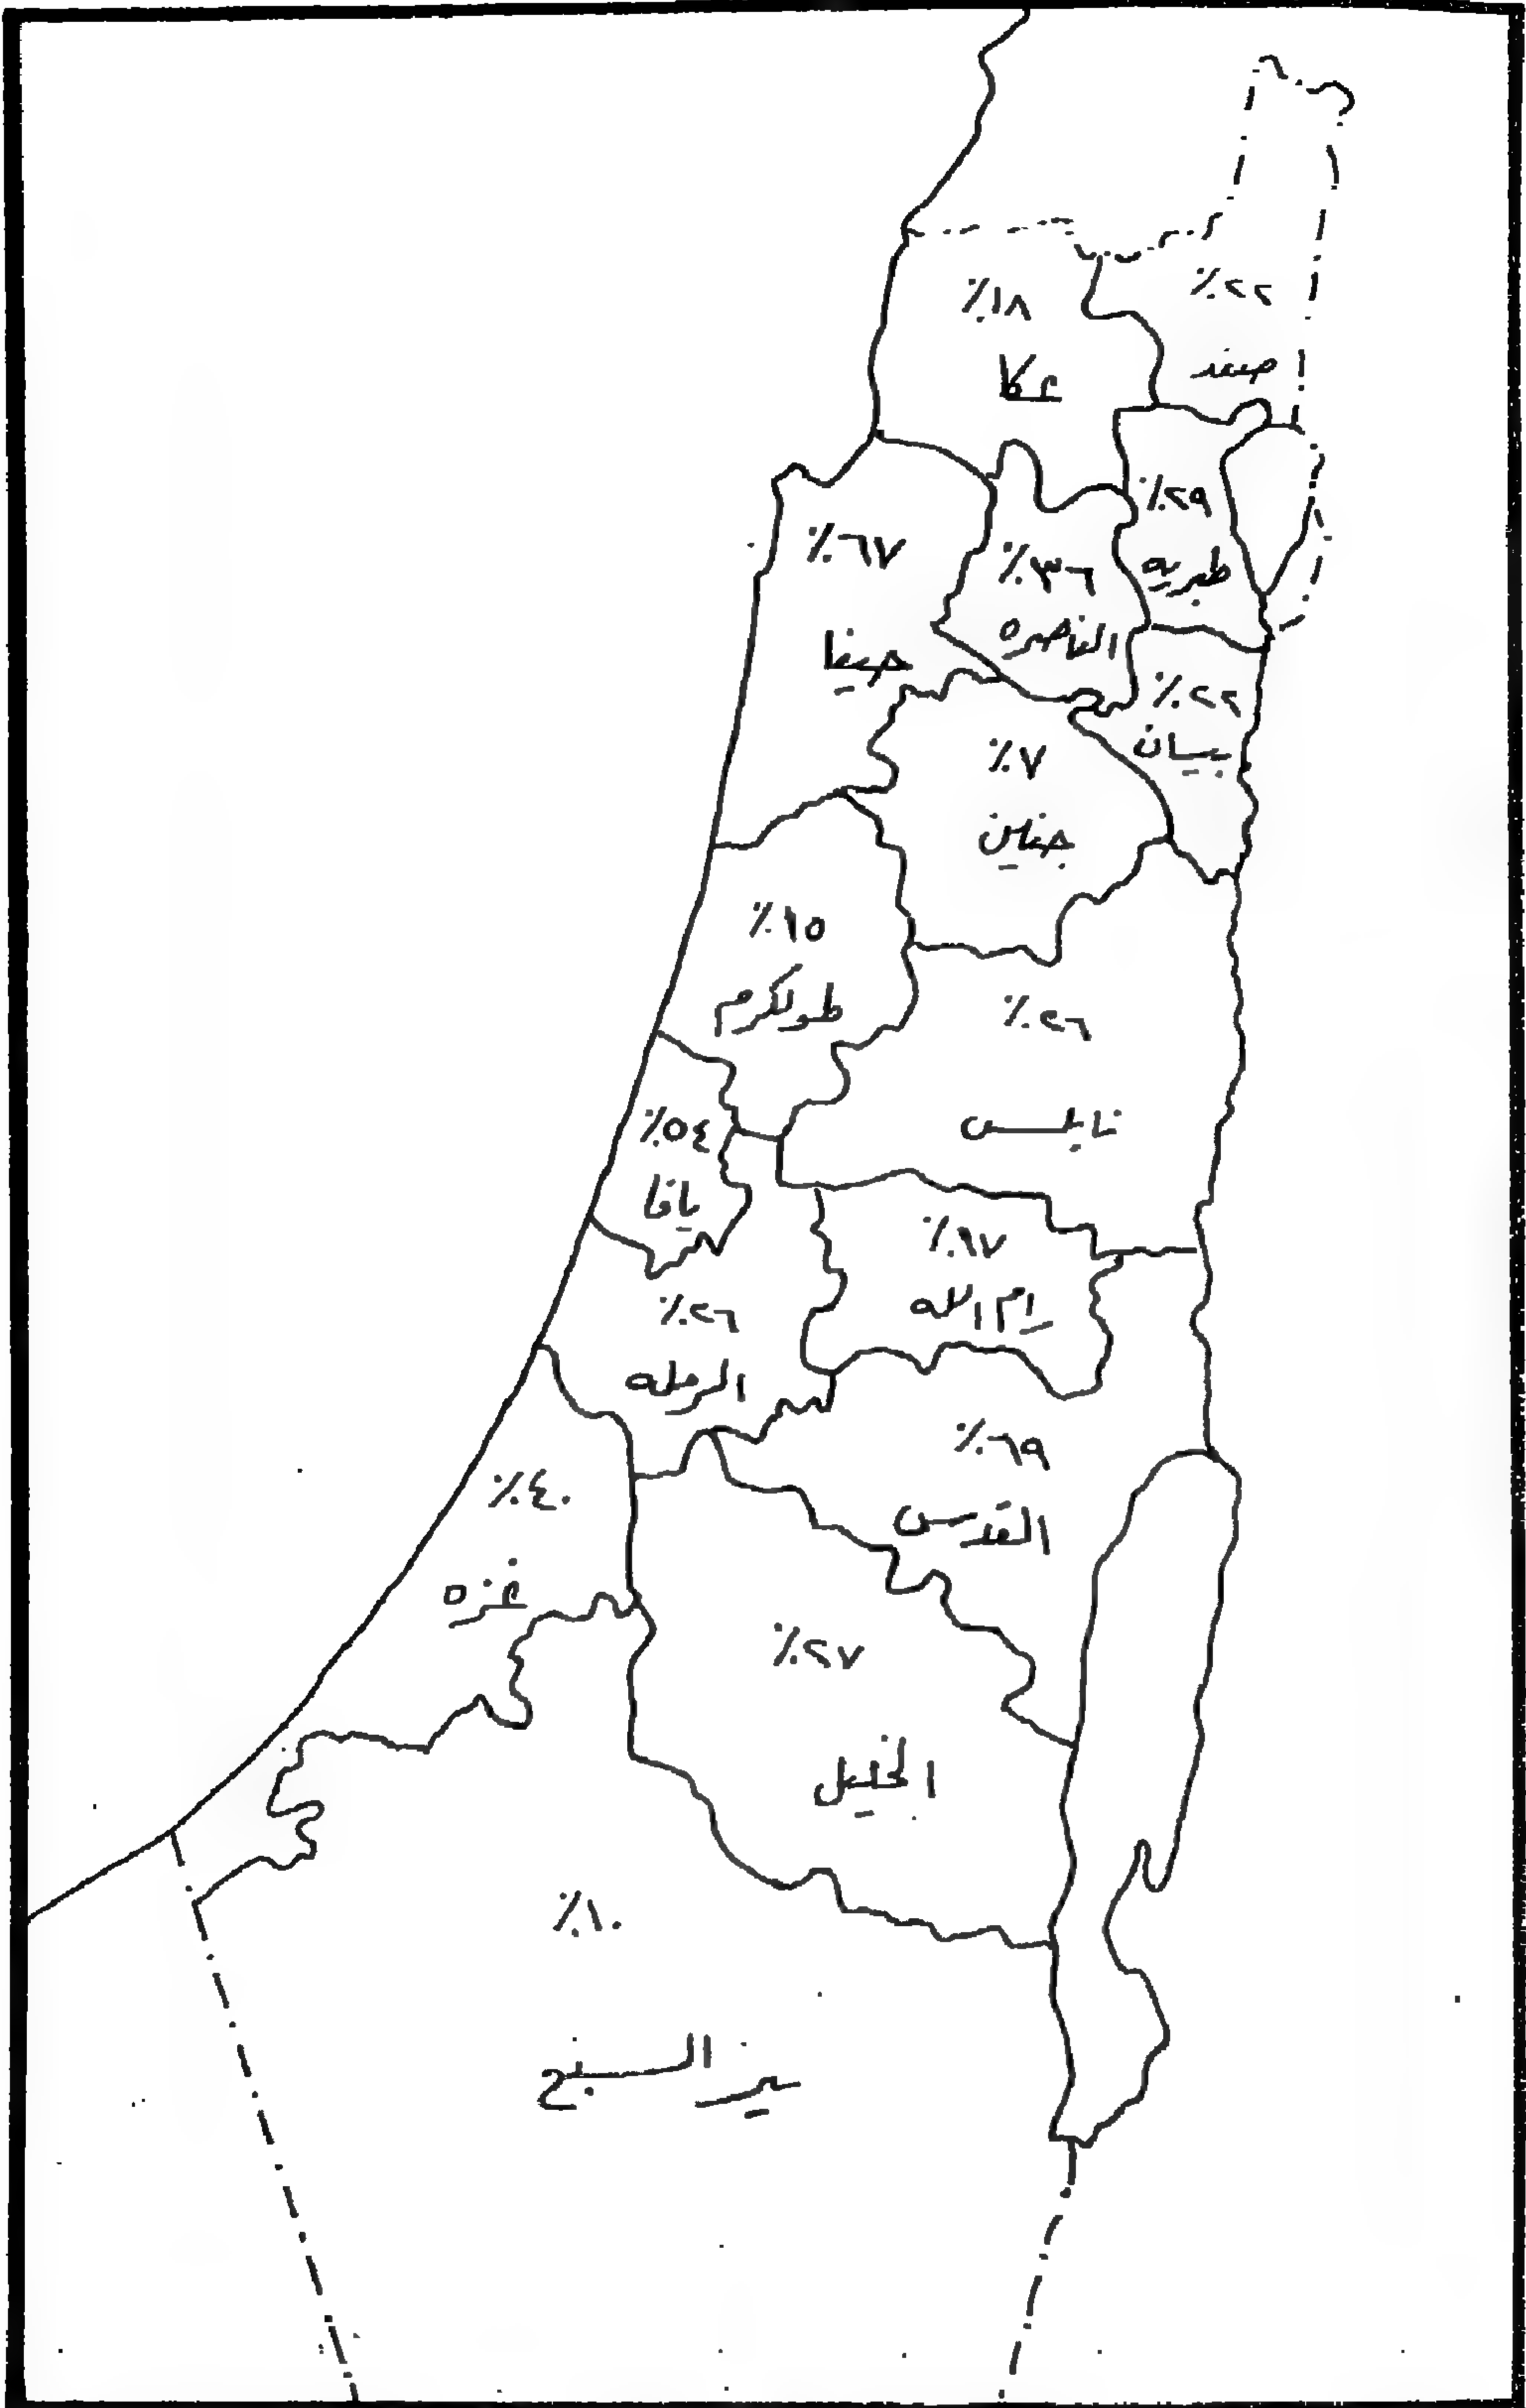 ٢٢٪
صفد
١٨٪
عكا
٢٩٪
طبريه
٣٦٪
الناصره
٦٧٪
حيفا
٢٢٪
بيسان
٧٪
جنين
١٥٪
طولكرم
٢٦٪
نابلس
٥٤٪
يافا
٩٧٪
رام الله
٢٦٪
الرمله
٦٩٪
القدس
٤٠٪
غزه
٢٧٪
الخليل
١٠٪
بير السبع